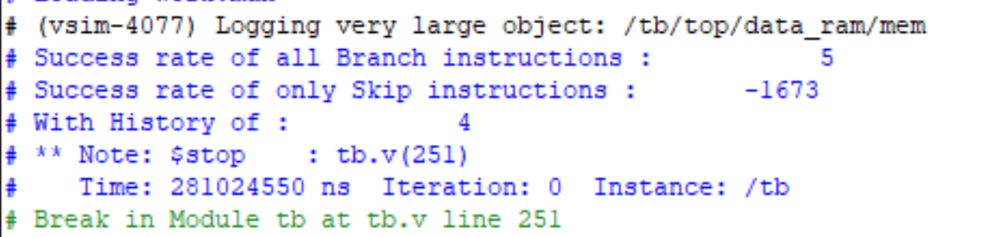 # (vsim-4077) Logging very large object: /tb/top/data_ram/mem
# Success rate of all Branch instructions :           5
# Success rate of only Skip instructions :       -1673
# With History of :           4
# ** Note: $stop    : tb.v(251)
#    Time: 281024550 ns  Iteration: 0  Instance: /tb
# Break in Module tb at tb.v line 251